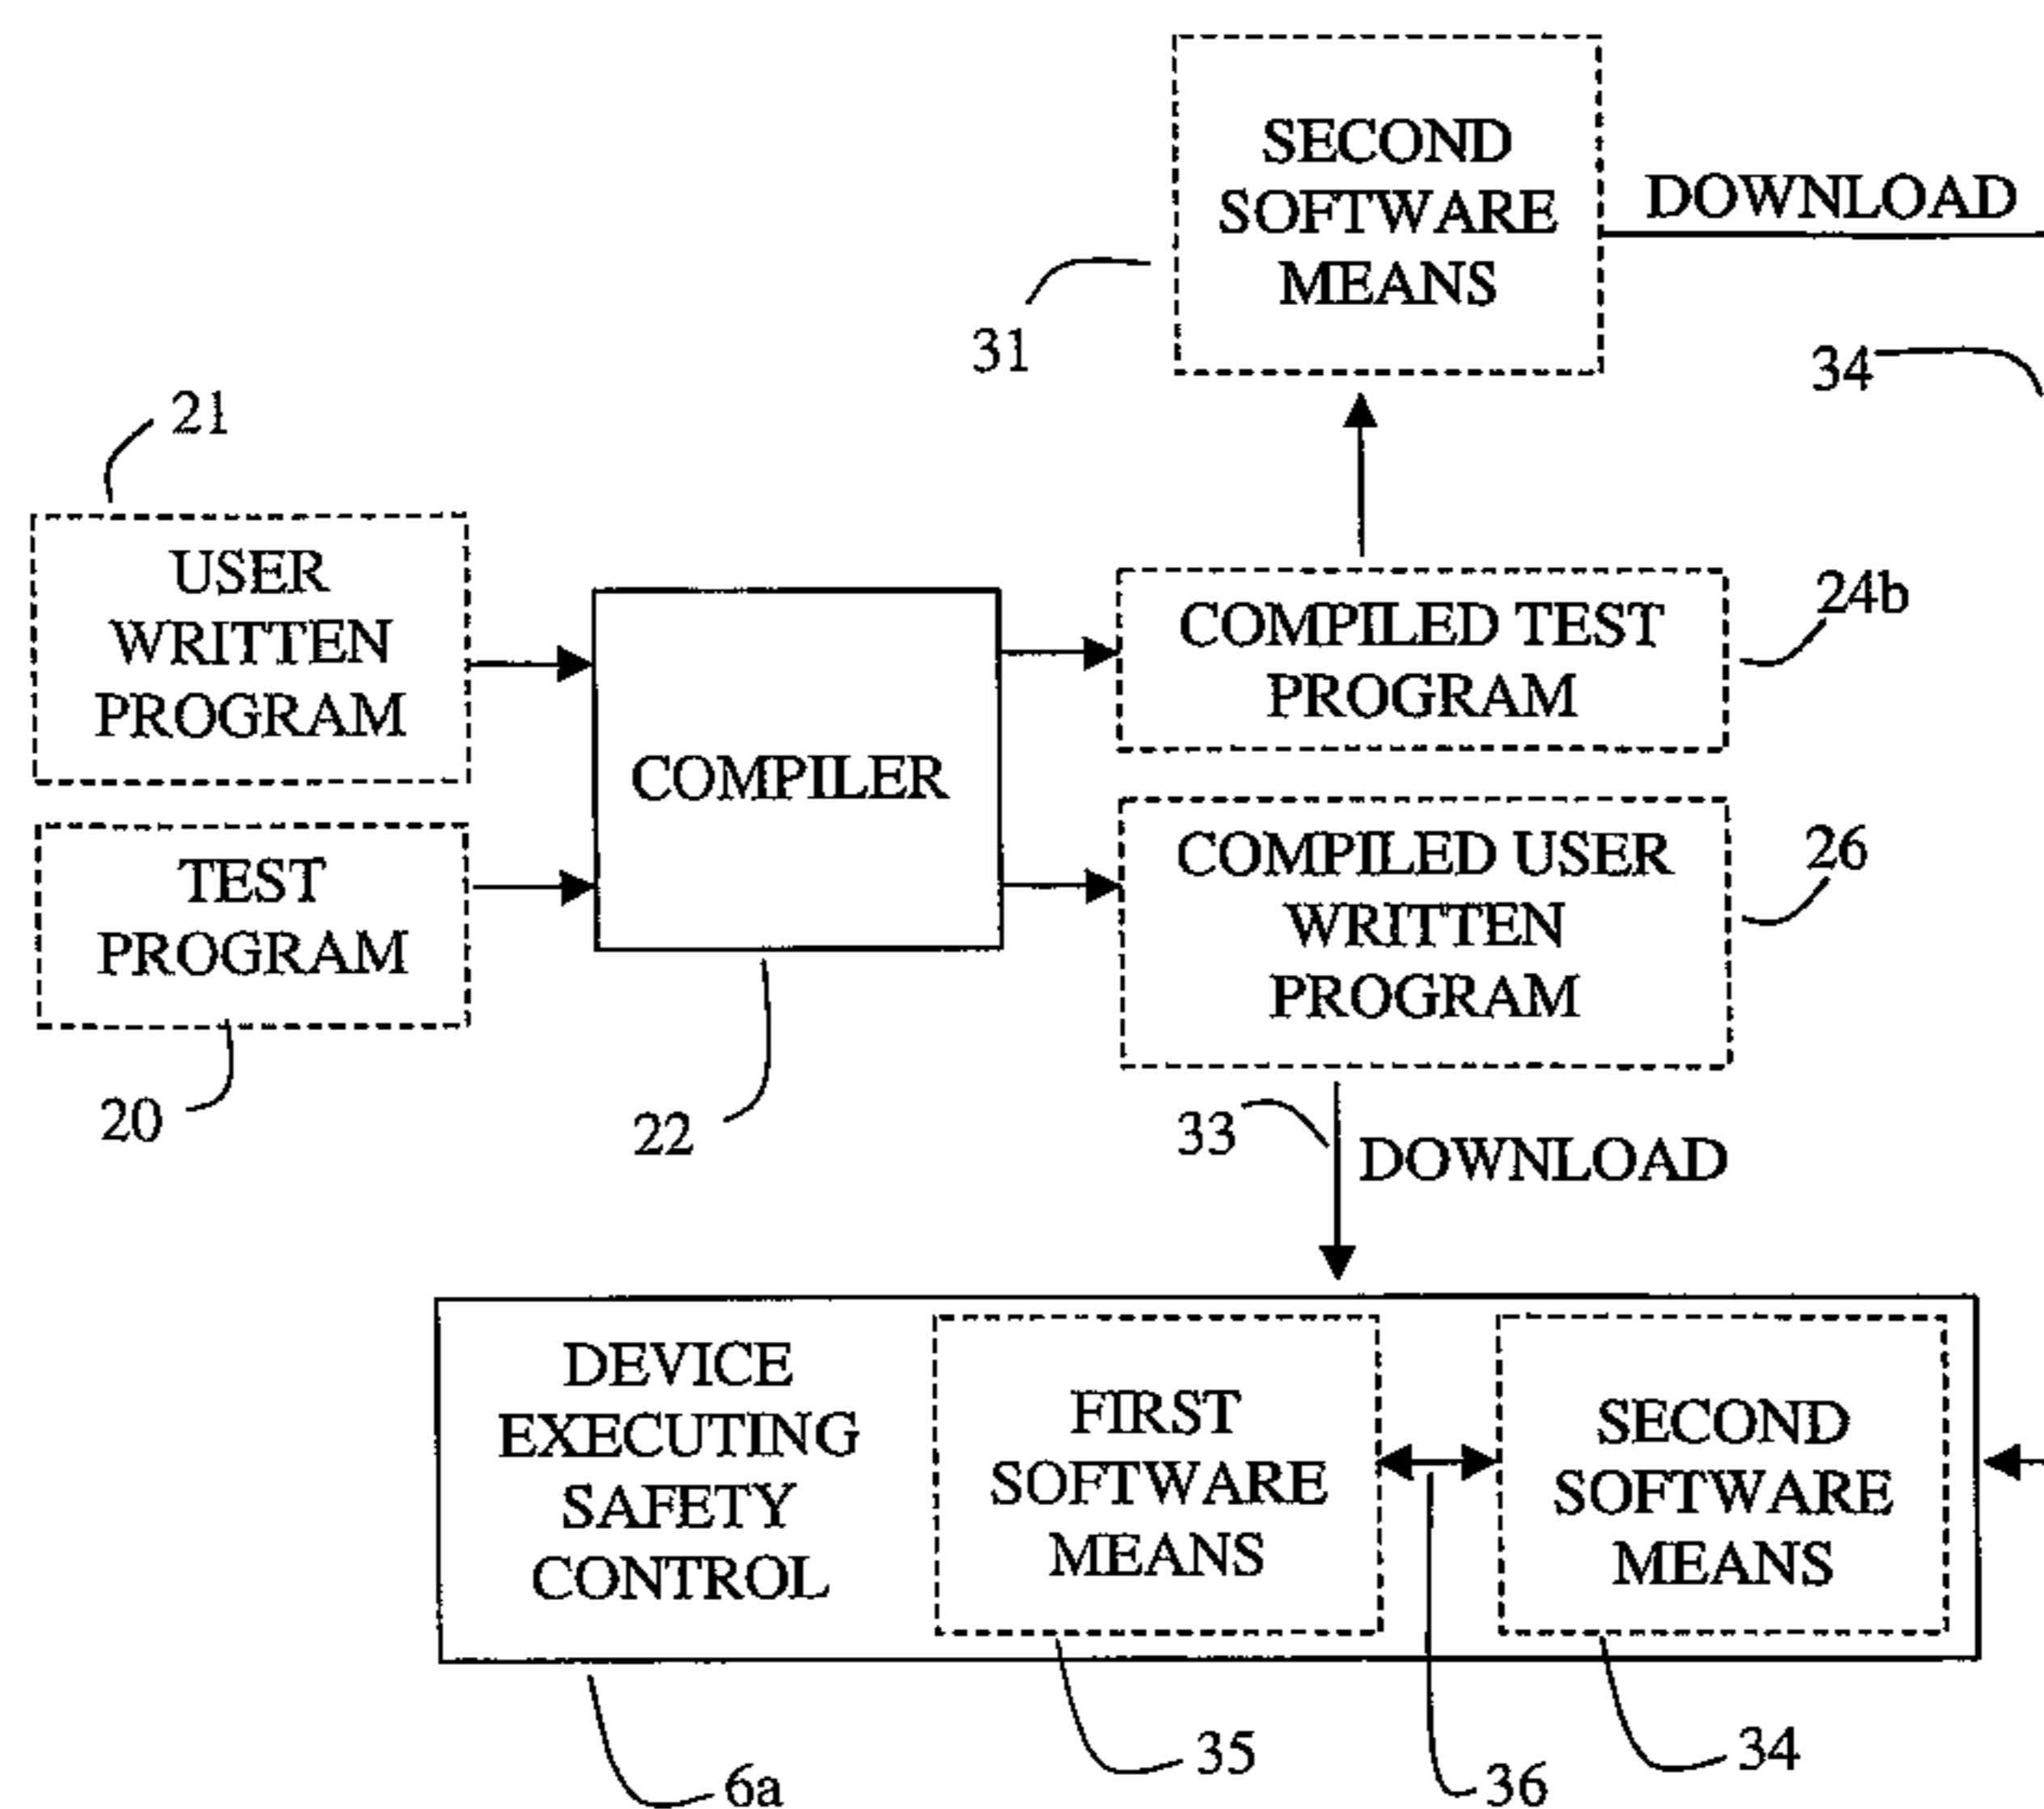 SECOND
SOFTWARE
MEANS
DOWNLOAD
31
34
21
USER
WRITTEN
PROGRAM
COMPILED TEST
PROGRAM
24b
COMPILER
TEST
PROGRAM
COMPILED USER
WRITTEN
PROGRAM
26
20
22
33
DOWNLOAD
DEVICE
EXECUTING
SAFETY
CONTROL
FIRST
SOFTWARE
MEANS
SECOND
SOFTWARE
MEANS
6a
35
36
34